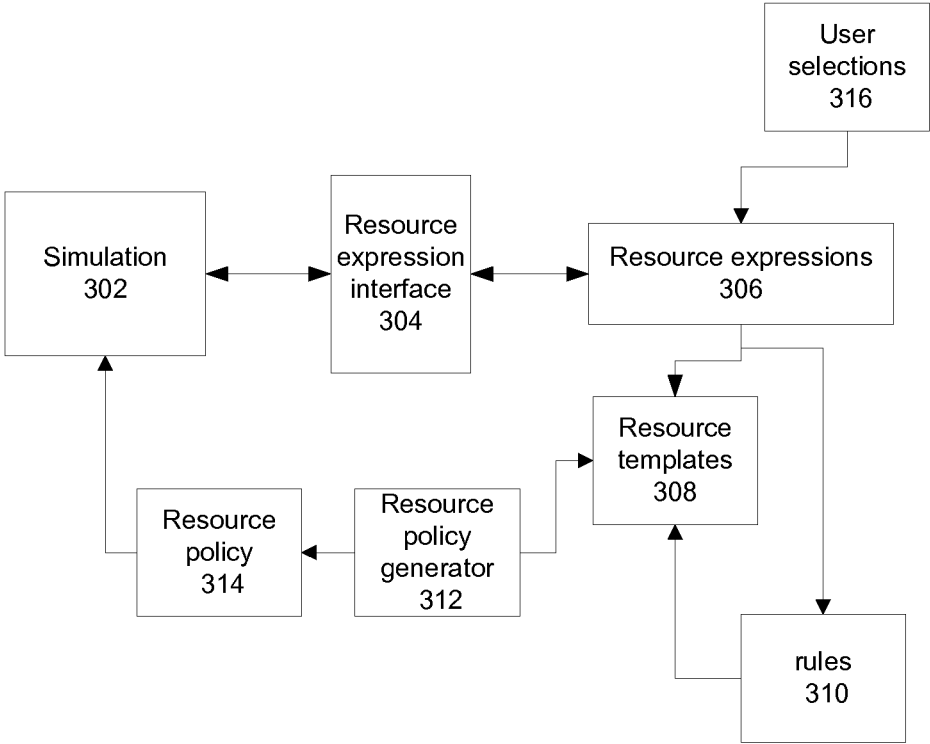 User
selections
316
Simulation
302
Resource
expression
interface
304
Resource expressions
306
Resource
templates
308
Resource
policy
314
Resource
policy
generator
312
rules
310